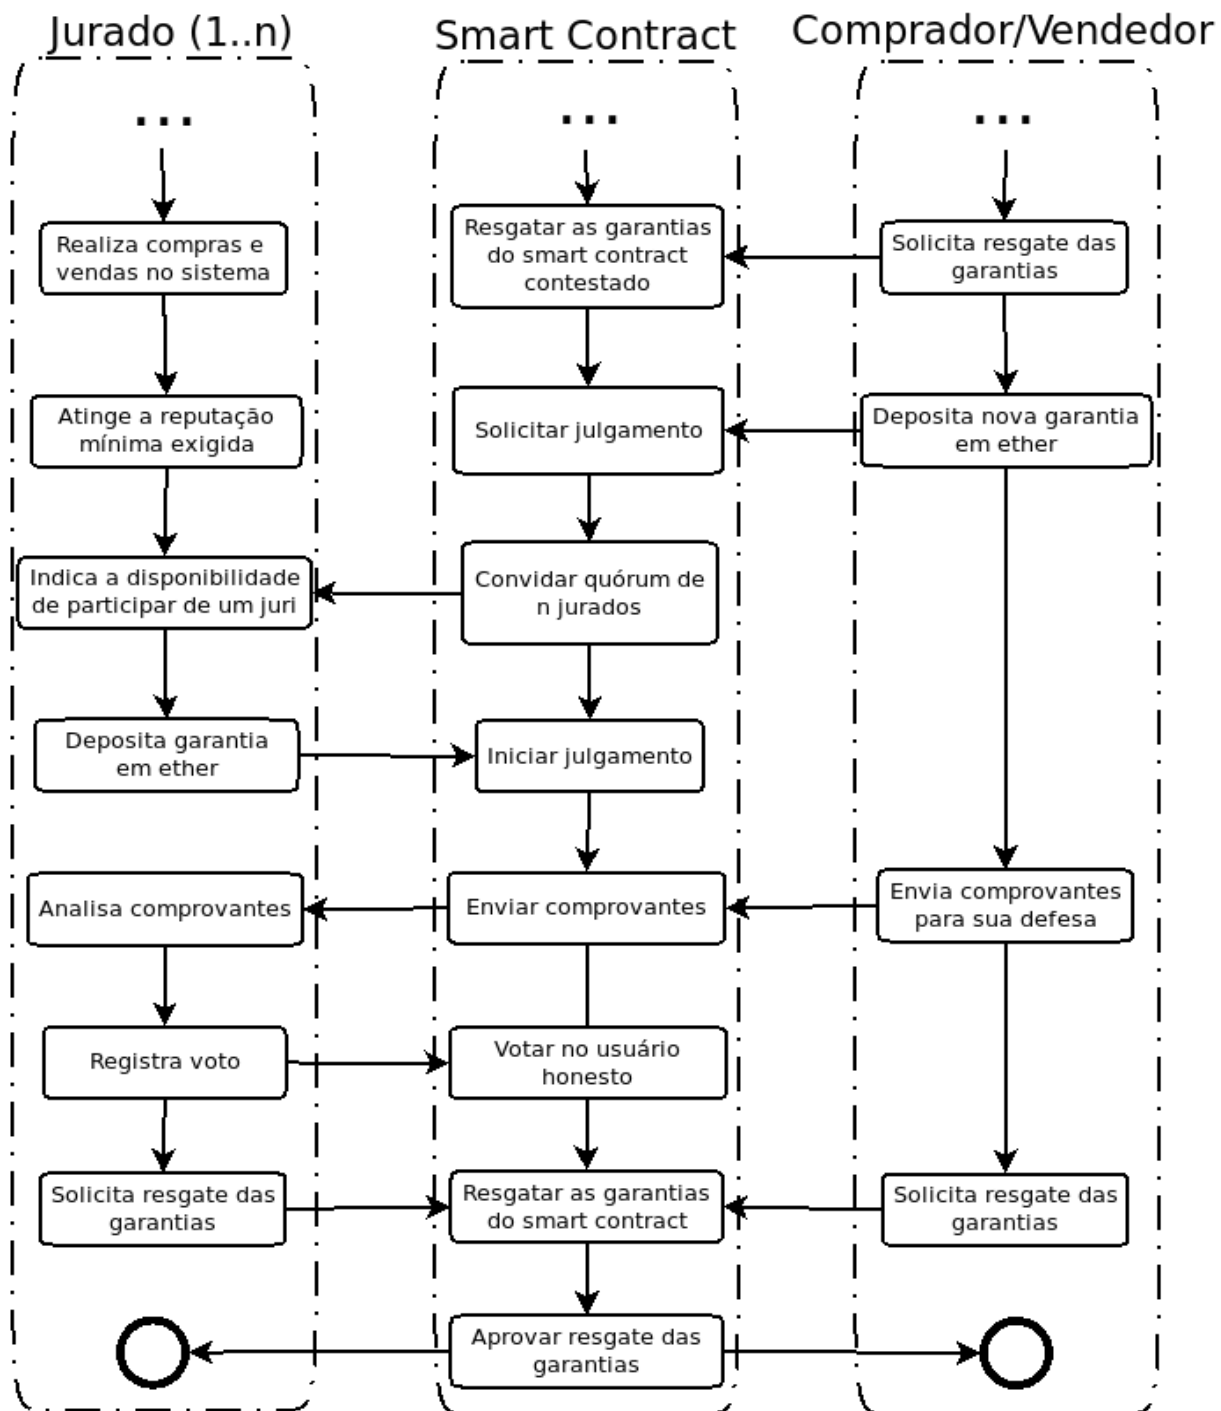 Jurado (1..n)
Smart Contract
Comprador/Vendedor
...
...
...
Realiza compras e
vendas no sistema
Resgatar as garantias
do smart contract
contestado
Solicita resgate das
garantias
Atinge a reputação
mínima exigida
Solicitar julgamento
Deposita nova garantia
em ether
Indica a disponibilidade
de participar de um juri
Convidar quórum de
n jurados
Deposita garantia
em ether
Iniciar julgamento
Analisa comprovantes
Enviar comprovantes
Envia comprovantes
para sua defesa
Registra voto
Votar no usuário
honesto
Solicita resgate das
garantias
Resgatar as garantias
do smart contract
Solicita resgate das
garantias
Aprovar resgate das
garantias